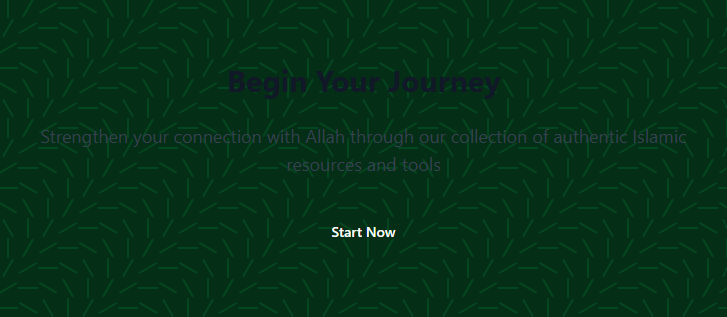 Begin Your Journey
Strengthen your connection with Allah through our collection of authentic Islamic
resources and tools
Start Now